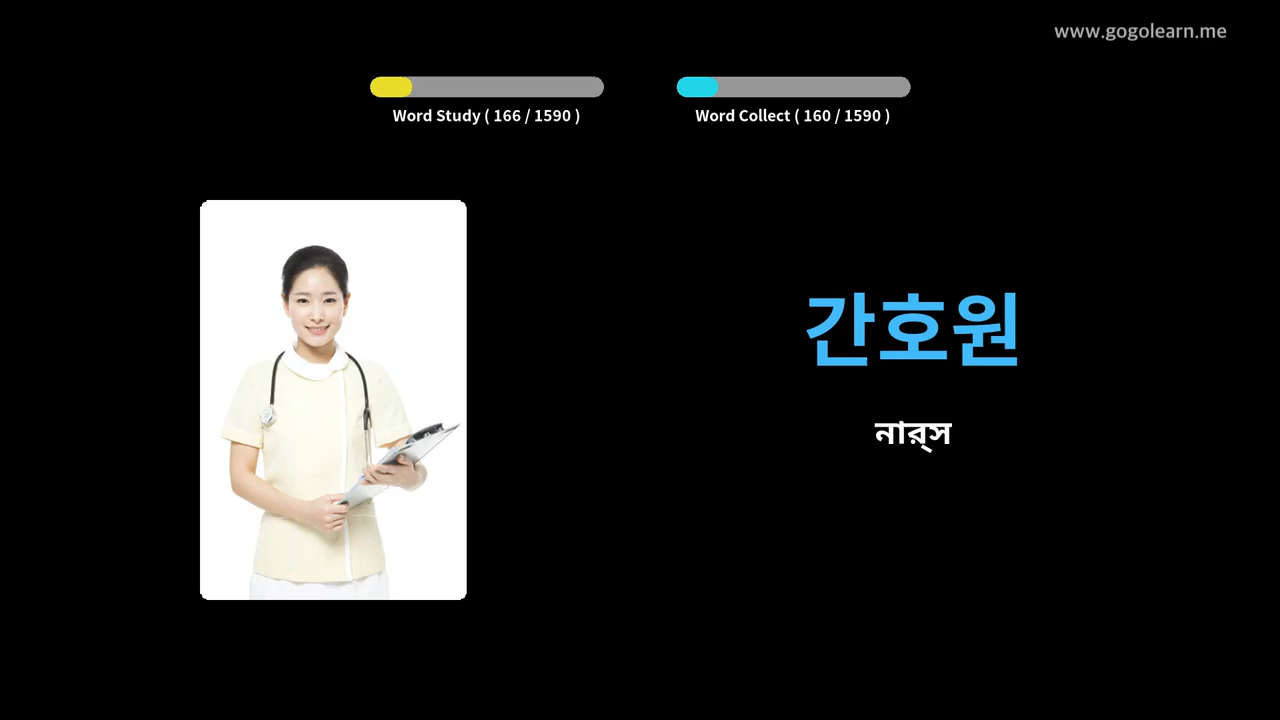 www.gogolearn.me
Word Study ( 166 / 1590 )
Word Collect ( 160 / 1590 )
간호원
নার্স